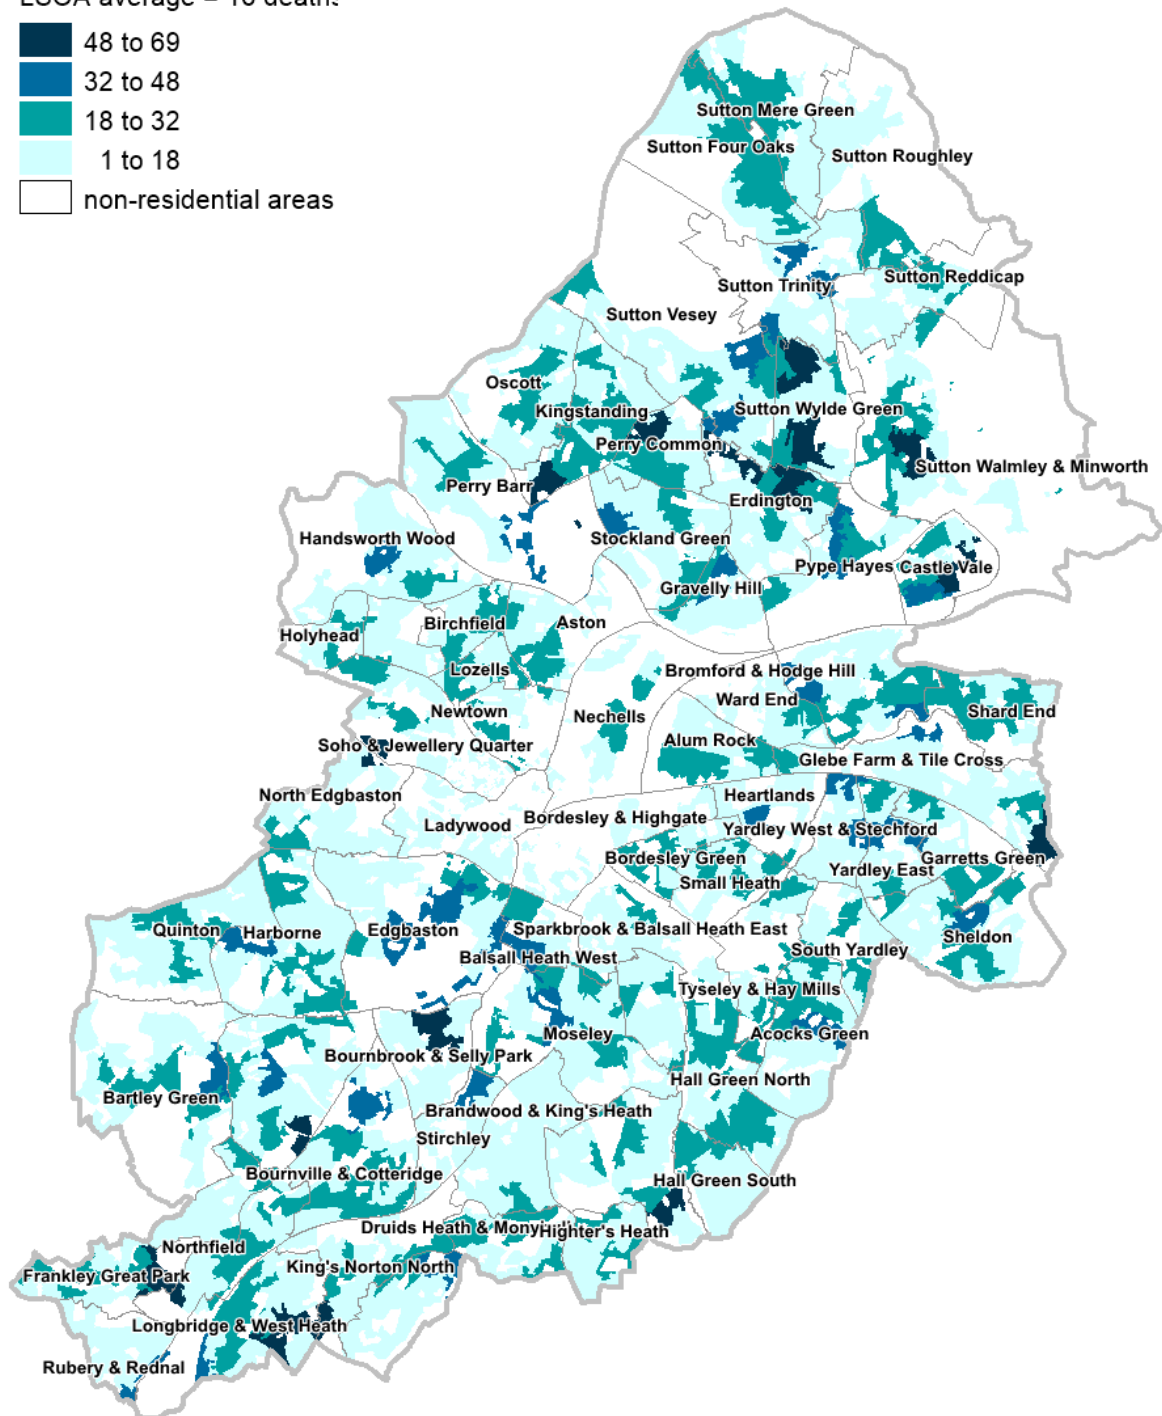 LSOA average = 16 deaths
48 to 69
32 to 48
18 to 32
1 to 18
non-residential areas
Sutton Mere Green
Sutton Four Oaks
Sutton Roughley
Sutton Reddicap
Sutton Trinity
Sutton Vesey
Oscott
Kingstanding
Sutton Wylde Green
Perry Common
Sutton Walmley & Minworth
Perry Barr
Erdington
Handsworth Wood
Stockland Green
Pype Hayes
Castle Vale
Gravelly Hill
Birchfield
Aston
Holyhead
Lozells
Bromford & Hodge Hill
Ward End
Newtown
Nechells
Shard End
Alum Rock
Soho & Jewellery Quarter
Glebe Farm & Tile Cross
North Edgbaston
Heartlands
Ladywood
Bordesley & Highgate
Yardley West & Stechford
Bordesley Green
Garretts Green
Yardley East
Small Heath
Quinton
Harborne
Edgbaston
Sparkbrook & Balsall Heath East
Sheldon
South Yardley
Balsall Heath West
Tyseley & Hay Mills
Moseley
Acocks Green
Bournbrook & Selly Park
Hall Green North
Bartley Green
Brandwood & King's Heath
Stirchley
Bournville & Cotteridge
Hall Green South
Druids Heath & Monyhull
Highter's Heath
Northfield
King's Norton North
Frankley Great Park
Longbridge & West Heath
Rubery & Rednal